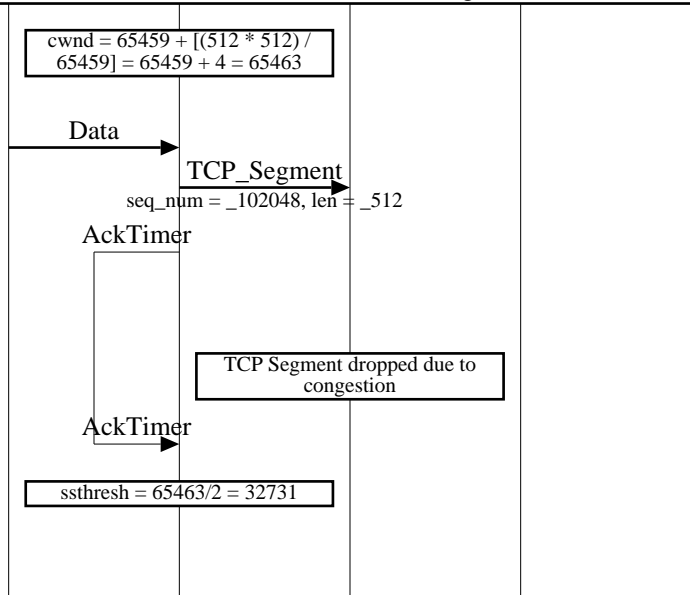 cwnd = 65459 + [(512 * 512) /
65459] = 65459 + 4 = 65463
Data
TCP_Segment
seq_num = _102048, len = _512
AckTimer
TCP Segment dropped due to
congestion
AckTimer
ssthresh = 65463/2 = 32731